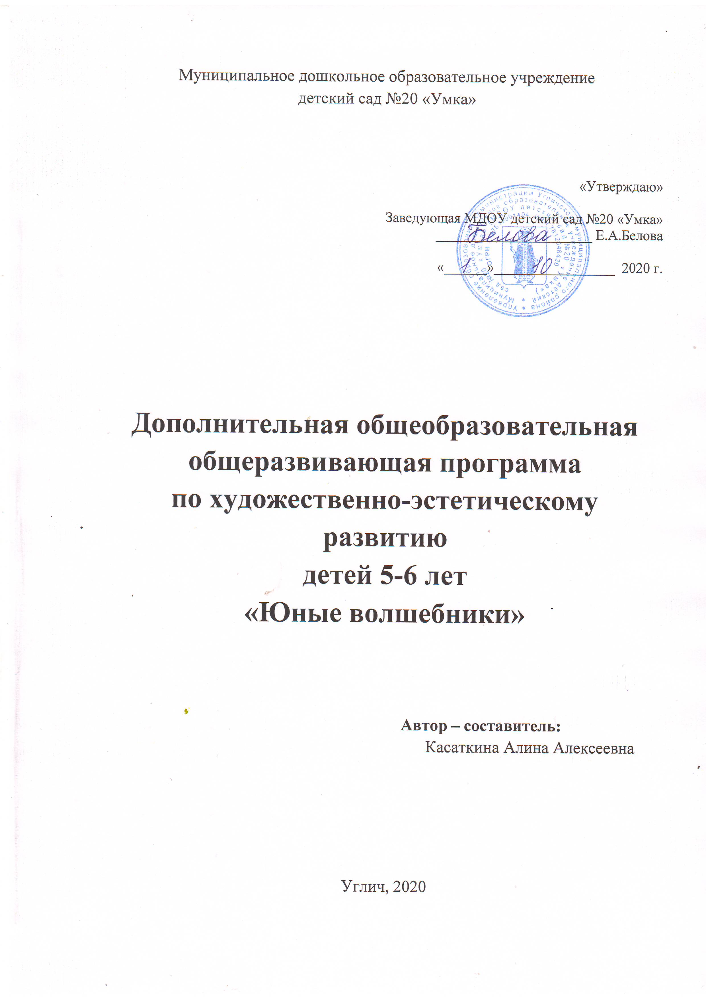 Муниципальное дошкольное образовательное учреждение
детский сад №20 «Умка»
«Утверждаю»
Заведующая МДОУ детский сад №20 «Умка»
Белова Е.А.Белова
«1» 10 2020 г.
Дополнительная общеобразовательная
общеразвивающая программа
по художественно-эстетическому
развитию
детей 5-6 лет
«Юные волшебники»
Автор – составитель:
Касаткина Алина Алексеевна
Углич, 2020